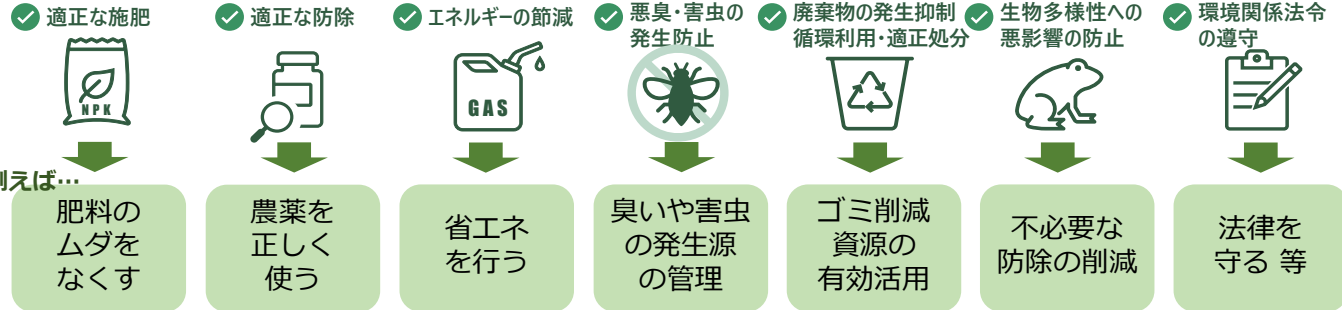 適正な施肥
適正な防除
エネルギーの節減
悪臭・害虫の
発生防止
廃棄物の発生抑制
循環利用・適正処分
生物多様性への
悪影響の防止
環境関係法令
の遵守
NPK
GAS
例えば…
肥料の
ムダを
なくす
農薬を
正しく
使う
省エネ
を行う
臭いや害虫
の発生源
の管理
ゴミ削減
資源の
有効活用
不必要な
防除の削減
法律を
守る 等